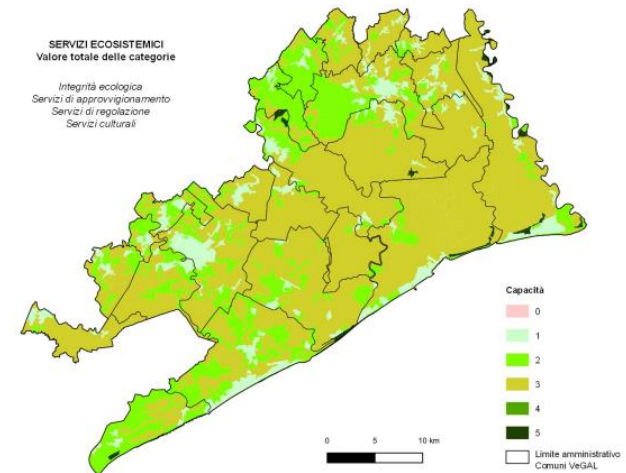 SERVIZI ECOSISTEMICI
Valore totale delle categorie
Integrità ecologica
Servizi di approvvigionamento
Servizi di regolazione
Servizi culturali
Capacità
0
1
2
3
4
5
Limite amministrativo
Comuni VeGAL
0 5 10 km